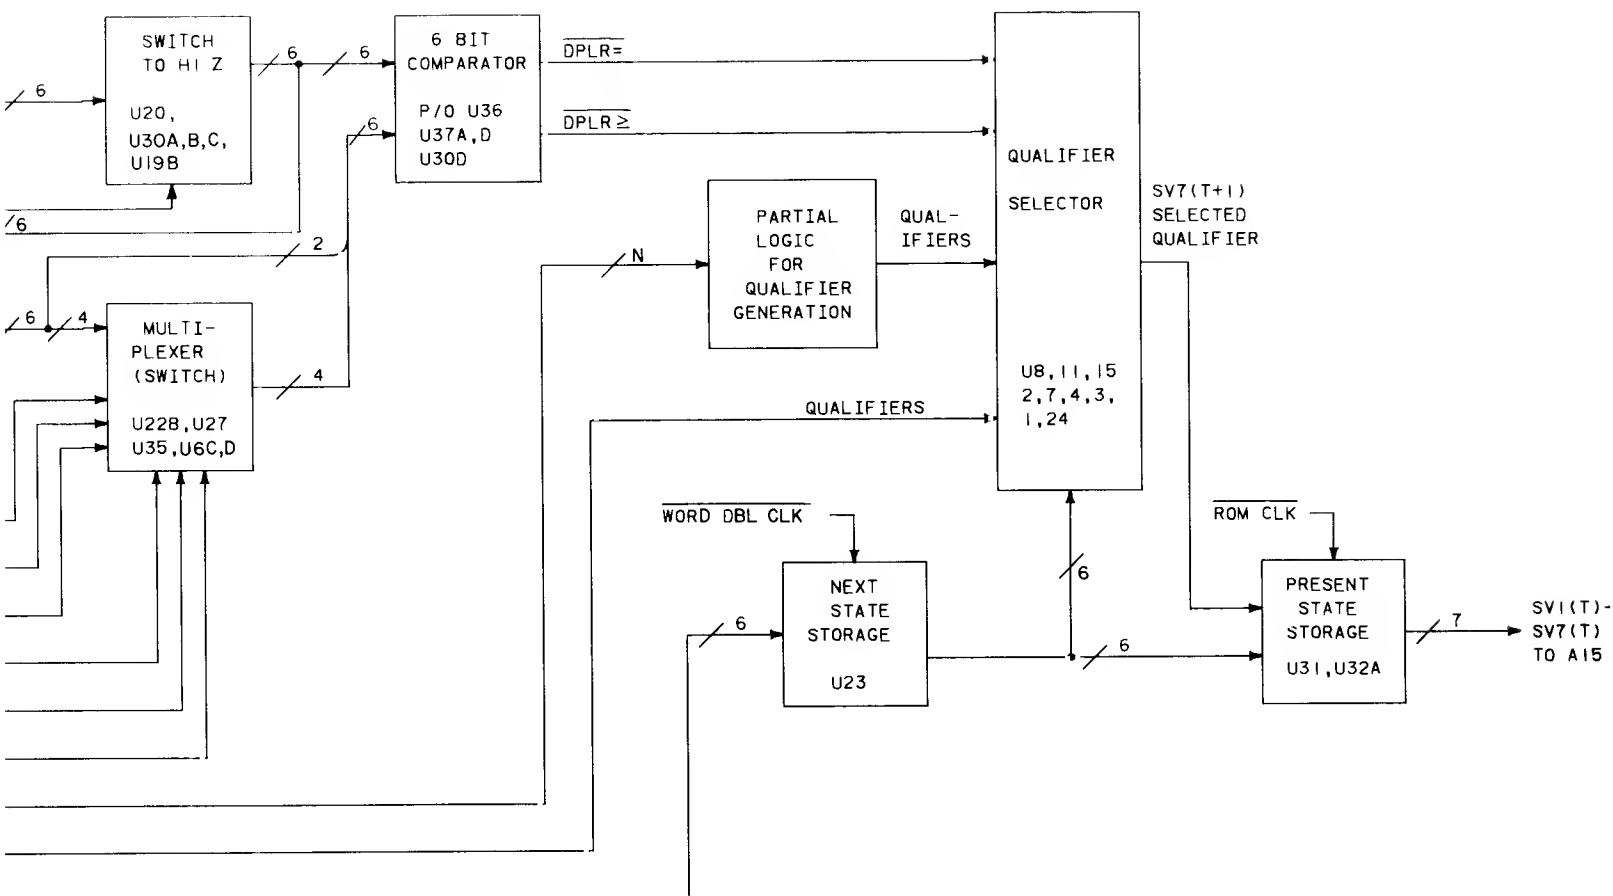 SWITCH
TO HI Z
U20,
U30A,B,C,
U19B
6
6
6
6
6 BIT
COMPARATOR
P/O U36
U37A,D
U30D
6
DPLR=
DPLR≥
QUALIFIER
SELECTOR
U8,11,15
2,7,4,3,
1,24
SV7(T+1)
SELECTED
QUALIFIER
PARTIAL
LOGIC
FOR
QUALIFIER
GENERATION
N
QUAL-
IFIERS
2
6
4
MULTI-
PLEXER
(SWITCH)
U22B,U27
U35,U6C,D
4
QUALIFIERS
WORD DBL CLK
NEXT
STATE
STORAGE
U23
6
6
6
ROM CLK
PRESENT
STATE
STORAGE
U31,U32A
7
SV1(T)-
SV7(T)
TO A15